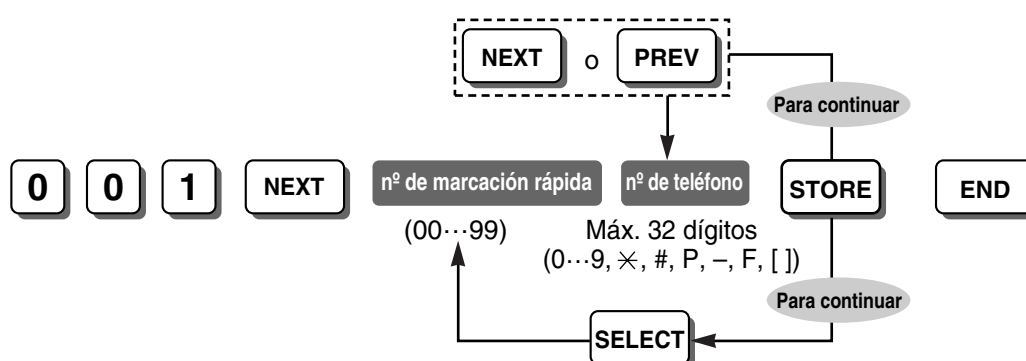 NEXT o PREV
Para continuar
0 0 1 NEXT nº de marcación rápida nº de teléfono STORE END
(00···99) Máx. 32 dígitos
(0···9, ✳, #, P, –, F, [ ])
Para continuar
SELECT